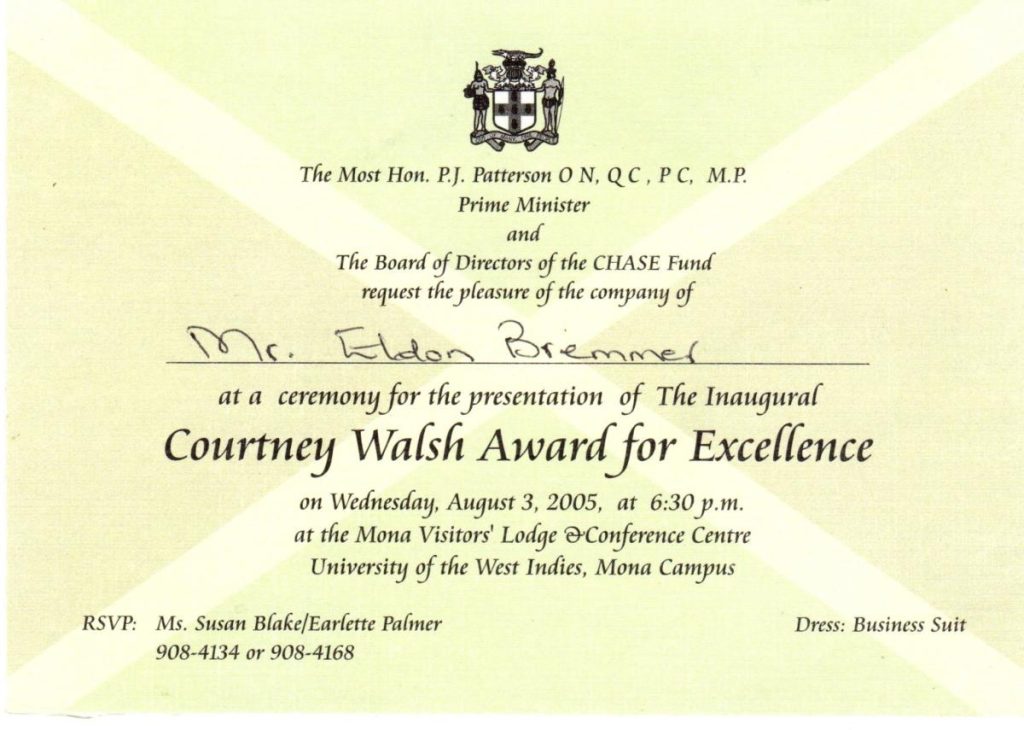 The Most Hon. P.J. Patterson O N, Q C , P C, M.P.
Prime Minister
and
The Board of Directors of the CHASE Fund
request the pleasure of the company of
Mr. Eldon Bremmer
at a ceremony for the presentation of The Inaugural
Courtney Walsh Award for Excellence
on Wednesday, August 3, 2005, at 6:30 p.m.
at the Mona Visitors' Lodge &Conference Centre
University of the West Indies, Mona Campus
RSVP: Ms. Susan Blake/Earlette Palmer
908-4134 or 908-4168
Dress: Business Suit